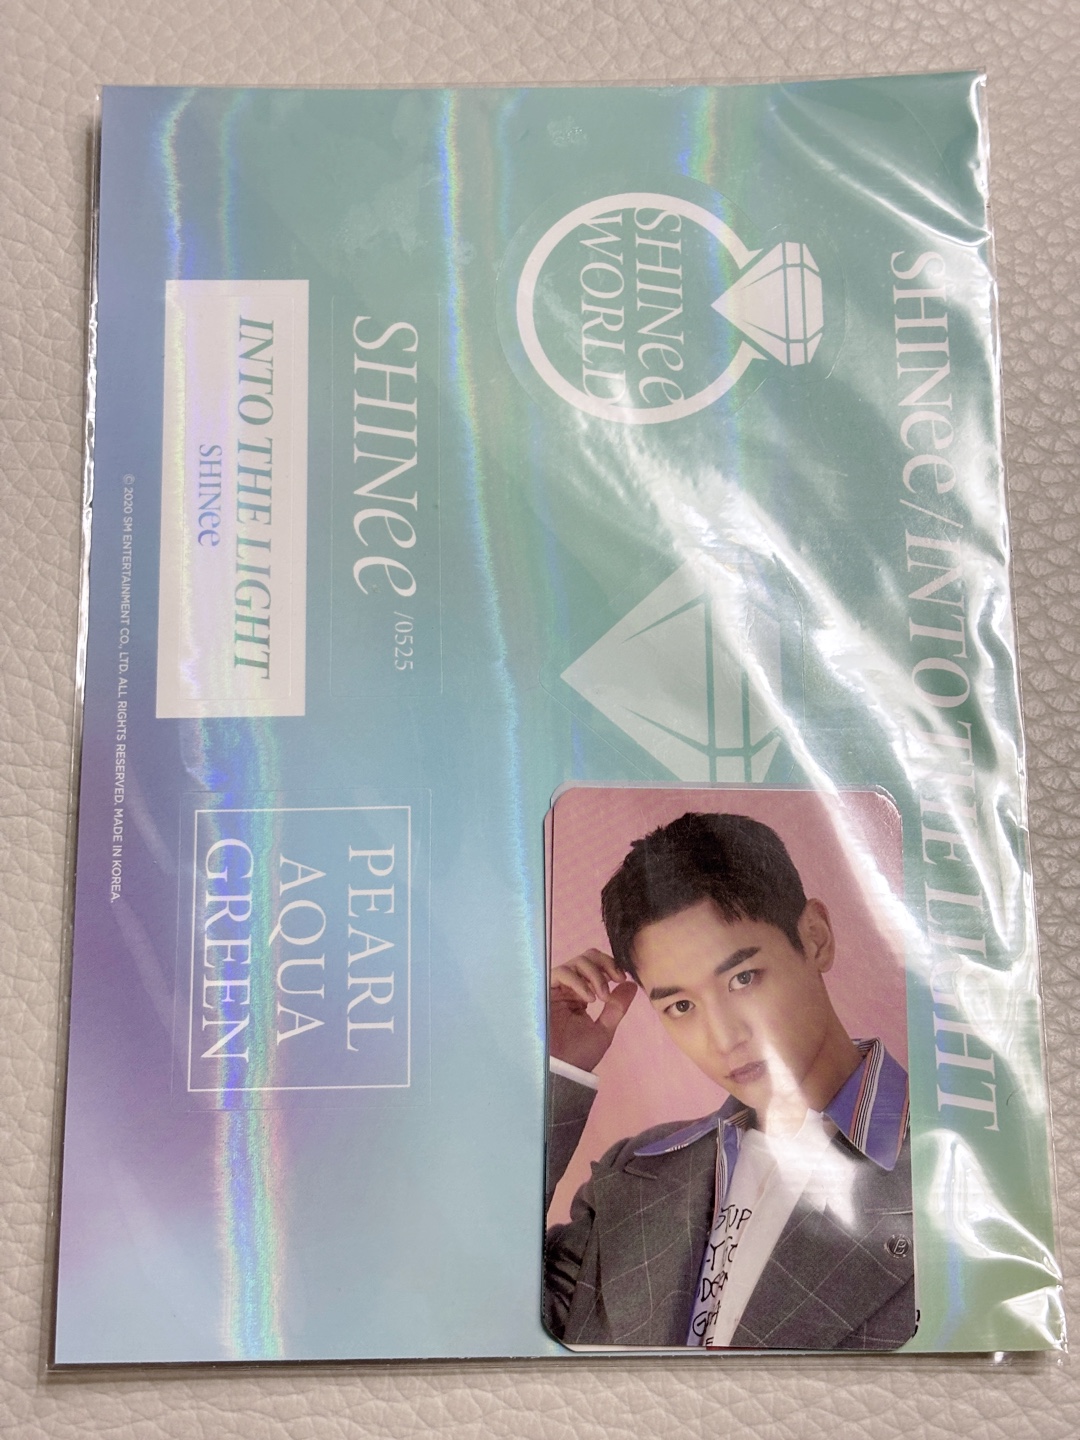 SHINee/INTO THE LIGHT
SHINee
WORLD
SHINee /0525
INTO THE LIGHT
SHINee
PEARL
AQUA
GREEN
© 2020 SM ENTERTAINMENT CO., LTD. ALL RIGHTS RESERVED. MADE IN KOREA.